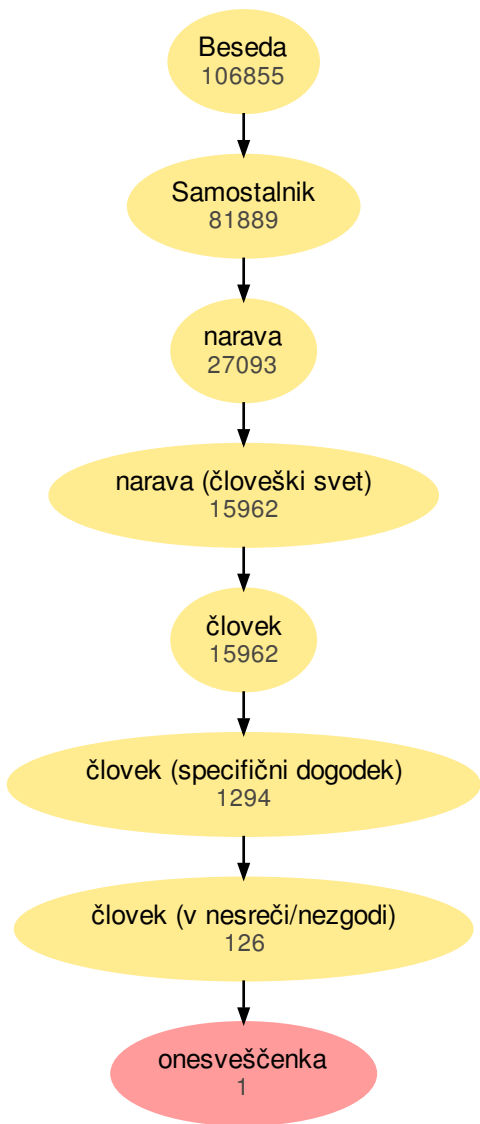 Beseda
106855
Samostalnik
81889
narava
27093
narava (človeški svet)
15962
človek
15962
človek (specifični dogodek)
1294
človek (v nesreči/nezgodi)
126
onesveščenka
1